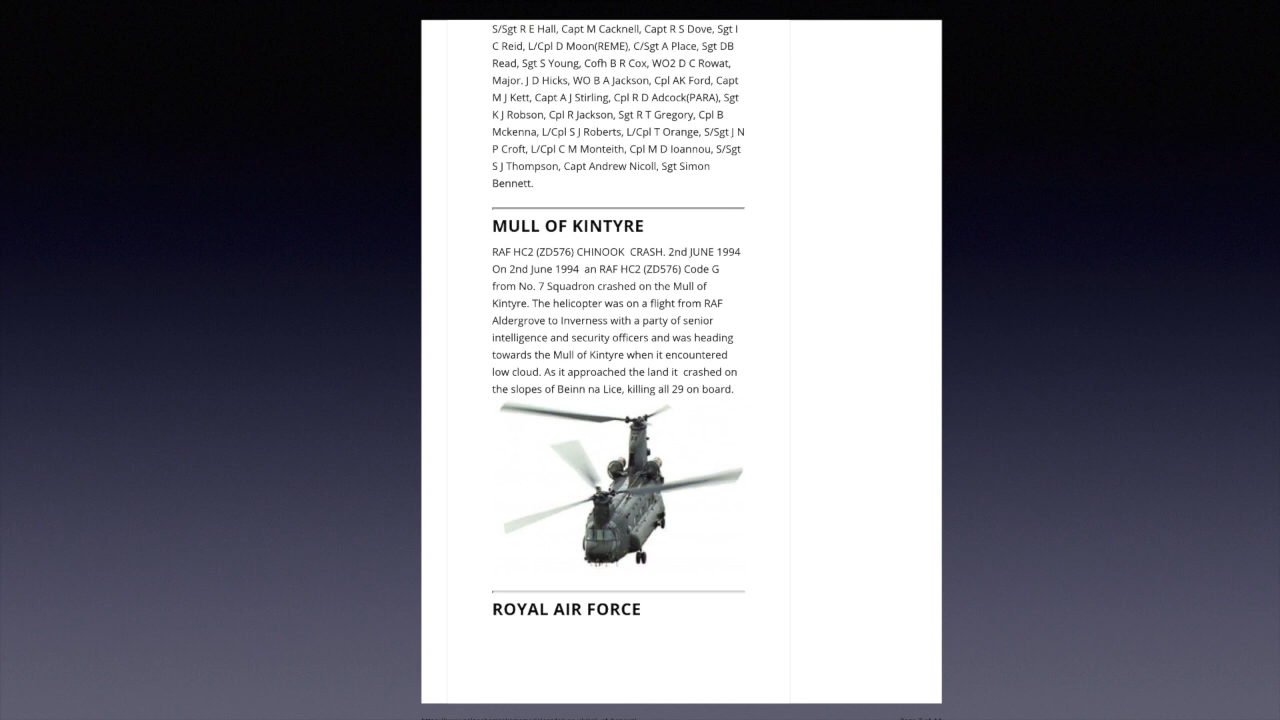 S/Sgt R E Hall, Capt M Cacknell, Capt R S Dove, Sgt I
C Reid, L/Cpl D Moon(REME), C/Sgt A Place, Sgt DB
Read, Sgt S Young, Cofh B R Cox, WO2 D C Rowat,
Major. J D Hicks, WO B A Jackson, Cpl AK Ford, Capt
M J Kett, Capt A J Stirling, Cpl R D Adcock(PARA), Sgt
K J Robson, Cpl R Jackson, Sgt R T Gregory, Cpl B
Mckenna, L/Cpl S J Roberts, L/Cpl T Orange, S/Sgt J N
P Croft, L/Cpl C M Monteith, Cpl M D Ioannou, S/Sgt
S J Thompson, Capt Andrew Nicoll, Sgt Simon
Bennett.
MULL OF KINTYRE
RAF HC2 (ZD576) CHINOOK CRASH. 2nd JUNE 1994
On 2nd June 1994 an RAF HC2 (ZD576) Code G
from No. 7 Squadron crashed on the Mull of
Kintyre. The helicopter was on a flight from RAF
Aldergrove to Inverness with a party of senior
intelligence and security officers and was heading
towards the Mull of Kintyre when it encountered
low cloud. As it approached the land it crashed on
the slopes of Beinn na Lice, killing all 29 on board.
ROYAL AIR FORCE